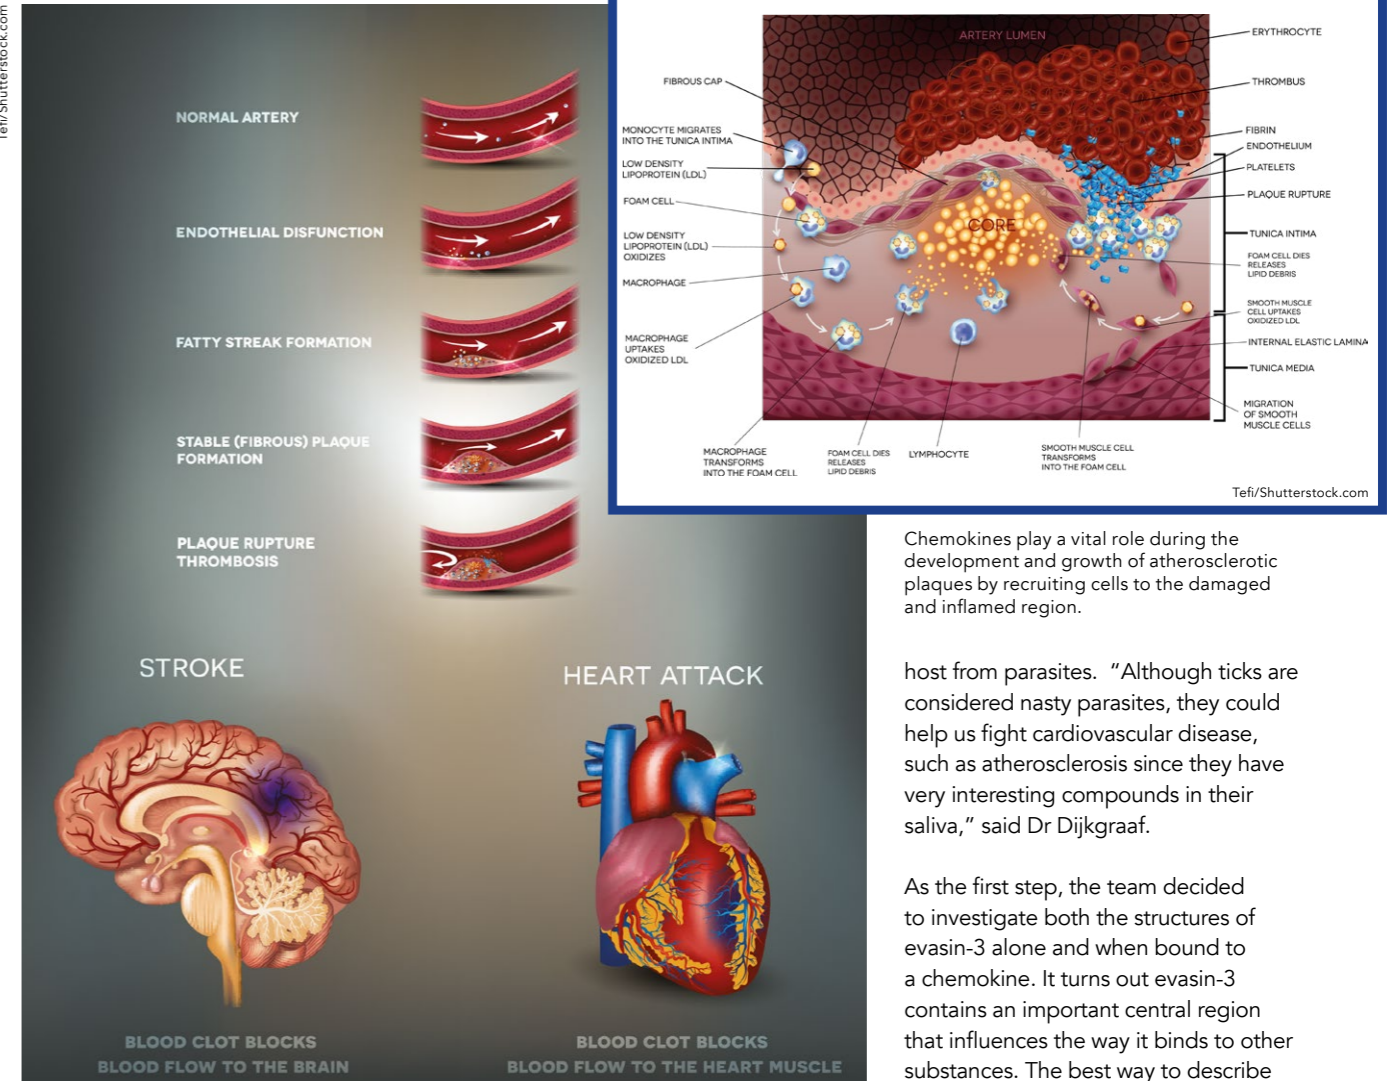 Tefi/Shutterstock.com
NORMAL ARTERY
ENDOTHELIAL DISFUNCTION
FATTY STREAK FORMATION
STABLE (FIBROUS) PLAQUE
FORMATION
PLAQUE RUPTURE
THROMBOSIS
STROKE
HEART ATTACK
BLOOD CLOT BLOCKS
BLOOD FLOW TO THE BRAIN
BLOOD CLOT BLOCKS
BLOOD FLOW TO THE HEART MUSCLE
ARTERY LUMEN
CORE
FIBROUS CAP
MONOCYTE MIGRATES
INTO THE TUNICA INTIMA
LOW DENSITY
LIPOPROTEIN (LDL)
FOAM CELL
LOW DENSITY
LIPOPROTEIN (LDL)
OXIDIZES
MACROPHAGE
MACROPHAGE
UPTAKES
OXIDIZED LDL
MACROPHAGE
TRANSFORMS
INTO THE FOAM CELL
FOAM CELL DIES
RELEASES
LIPID DEBRIS
LYMPHOCYTE
SMOOTH MUSCLE CELL
TRANSFORMS
INTO THE FOAM CELL
ERYTHROCYTE
THROMBUS
FIBRIN
ENDOTHELIUM
PLATELETS
PLAQUE RUPTURE
TUNICA INTIMA
FOAM CELL DIES
RELEASES
LIPID DEBRIS
SMOOTH MUSCLE
CELL UPTAKES
OXIDIZED LDL
INTERNAL ELASTIC LAMINA
TUNICA MEDIA
MIGRATION
OF SMOOTH
MUSCLE CELLS
Tefi/Shutterstock.com
Chemokines play a vital role during the
development and growth of atherosclerotic
plaques by recruiting cells to the damaged
and inflamed region.
host from parasites. “Although ticks are
considered nasty parasites, they could
help us fight cardiovascular disease,
such as atherosclerosis since they have
very interesting compounds in their
saliva,” said Dr Dijkgraaf.
As the first step, the team decided
to investigate both the structures of
evasin-3 alone and when bound to
a chemokine. It turns out evasin-3
contains an important central region
that influences the way it binds to other
substances. The best way to describe